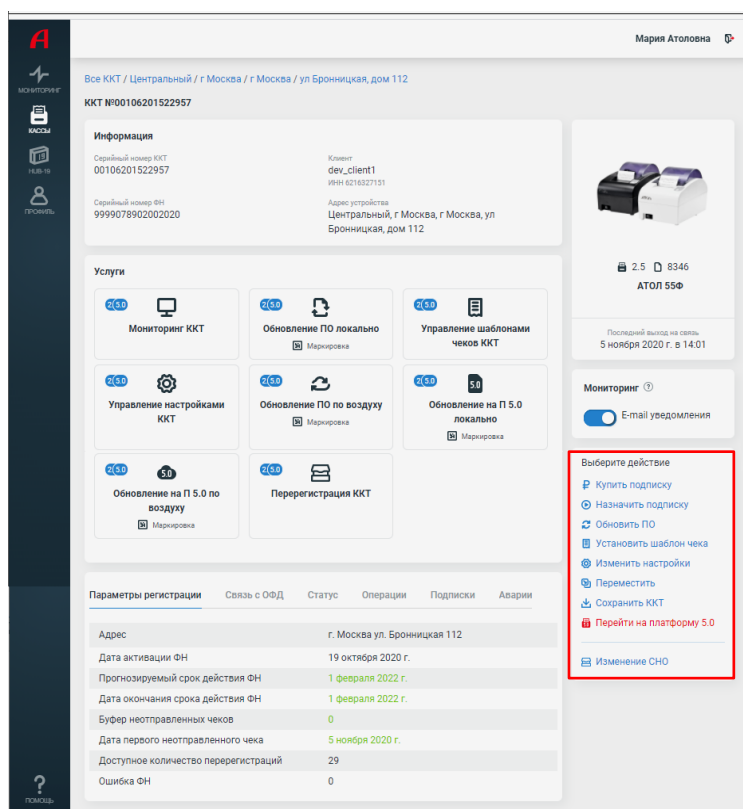 Мария Атоловна
МОНИТОРИНГ
КАССЫ
HUB-19
ПРОФИЛЬ
Все ККТ / Центральный / г Москва / г Москва / ул Бронницкая, дом 112
ККТ №00106201522957
Информация
Серийный номер ККТ
00106201522957
Клиент
dev_client1
ИНН 6216327151
Серийный номер ФН
9999078902002020
Адрес устройства
Центральный, г Москва, г Москва, ул
Бронницкая, дом 112
2.5 8346
АТОЛ 55Ф
Последний выход на связь
5 ноября 2020 г. в 14:01
Услуги
2(5.0
Мониторинг ККТ
2(5.0
Обновление ПО локально
Маркировка
2(5.0
Управление шаблонами
чеков ККТ
2(5.0
Управление настройками
ККТ
2(5.0
Обновление ПО по воздуху
Маркировка
2(5.0
5.0
Обновление на П 5.0
локально
Маркировка
2(5.0
5.0
Обновление на П 5.0 по
воздуху
Маркировка
2(5.0
Перерегистрация ККТ
Мониторинг ?
E-mail уведомления
Выберите действие
Купить подписку
Назначить подписку
Обновить ПО
Установить шаблон чека
Изменить настройки
Переместить
Сохранить ККТ
Перейти на платформу 5.0
Изменение СНО
Параметры регистрации Связь с ОФД Статус Операции Подписки Аварии
Адрес г. Москва ул. Бронницкая 112
Дата активации ФН 19 октября 2020 г.
Прогнозируемый срок действия ФН 1 февраля 2022 г.
Дата окончания срока действия ФН 1 февраля 2022 г.
Буфер неотправленных чеков 0
Дата первого неотправленного чека 5 ноября 2020 г.
Доступное количество перерегистраций 29
Ошибка ФН 0
?
ПОМОЩЬ